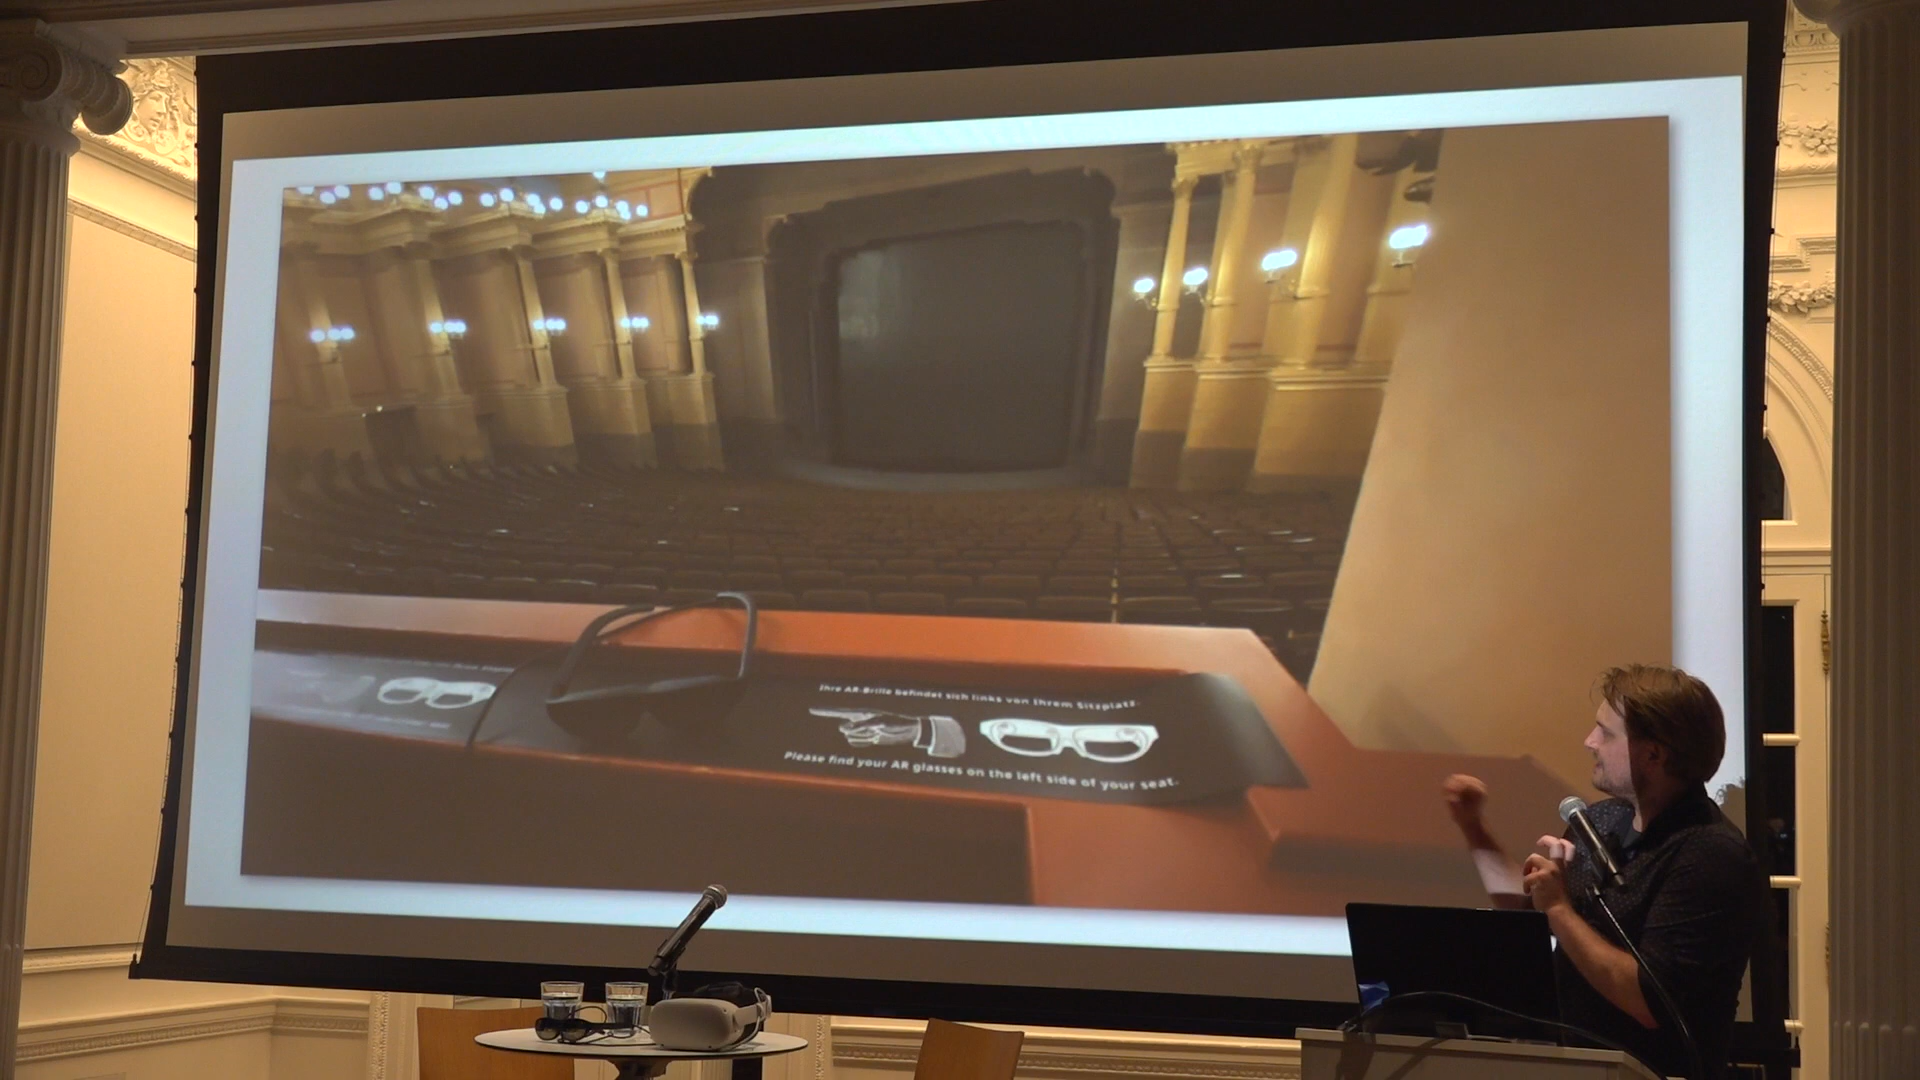 Ihre AR-Brille befindet sich links von Ihrem Sitzplatz.
Please find your AR glasses on the left side of your seat.